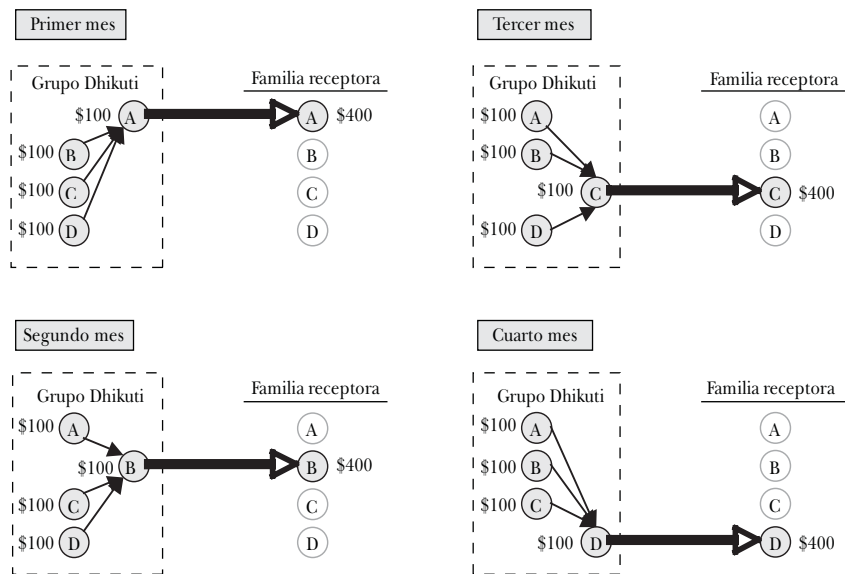 Primer mes
Grupo Dhikuti
Familia receptora
$100 A
A $400
$100 B
B
$100 C
C
$100 D
D
Tercer mes
Grupo Dhikuti
Familia receptora
$100 A
A
$100 B
B
$100 C
C $400
$100 D
D
Segundo mes
Grupo Dhikuti
Familia receptora
$100 A
A
$100 B
B $400
$100 C
C
$100 D
D
Cuarto mes
Grupo Dhikuti
Familia receptora
$100 A
A
$100 B
B
$100 C
C
$100 D
D $400